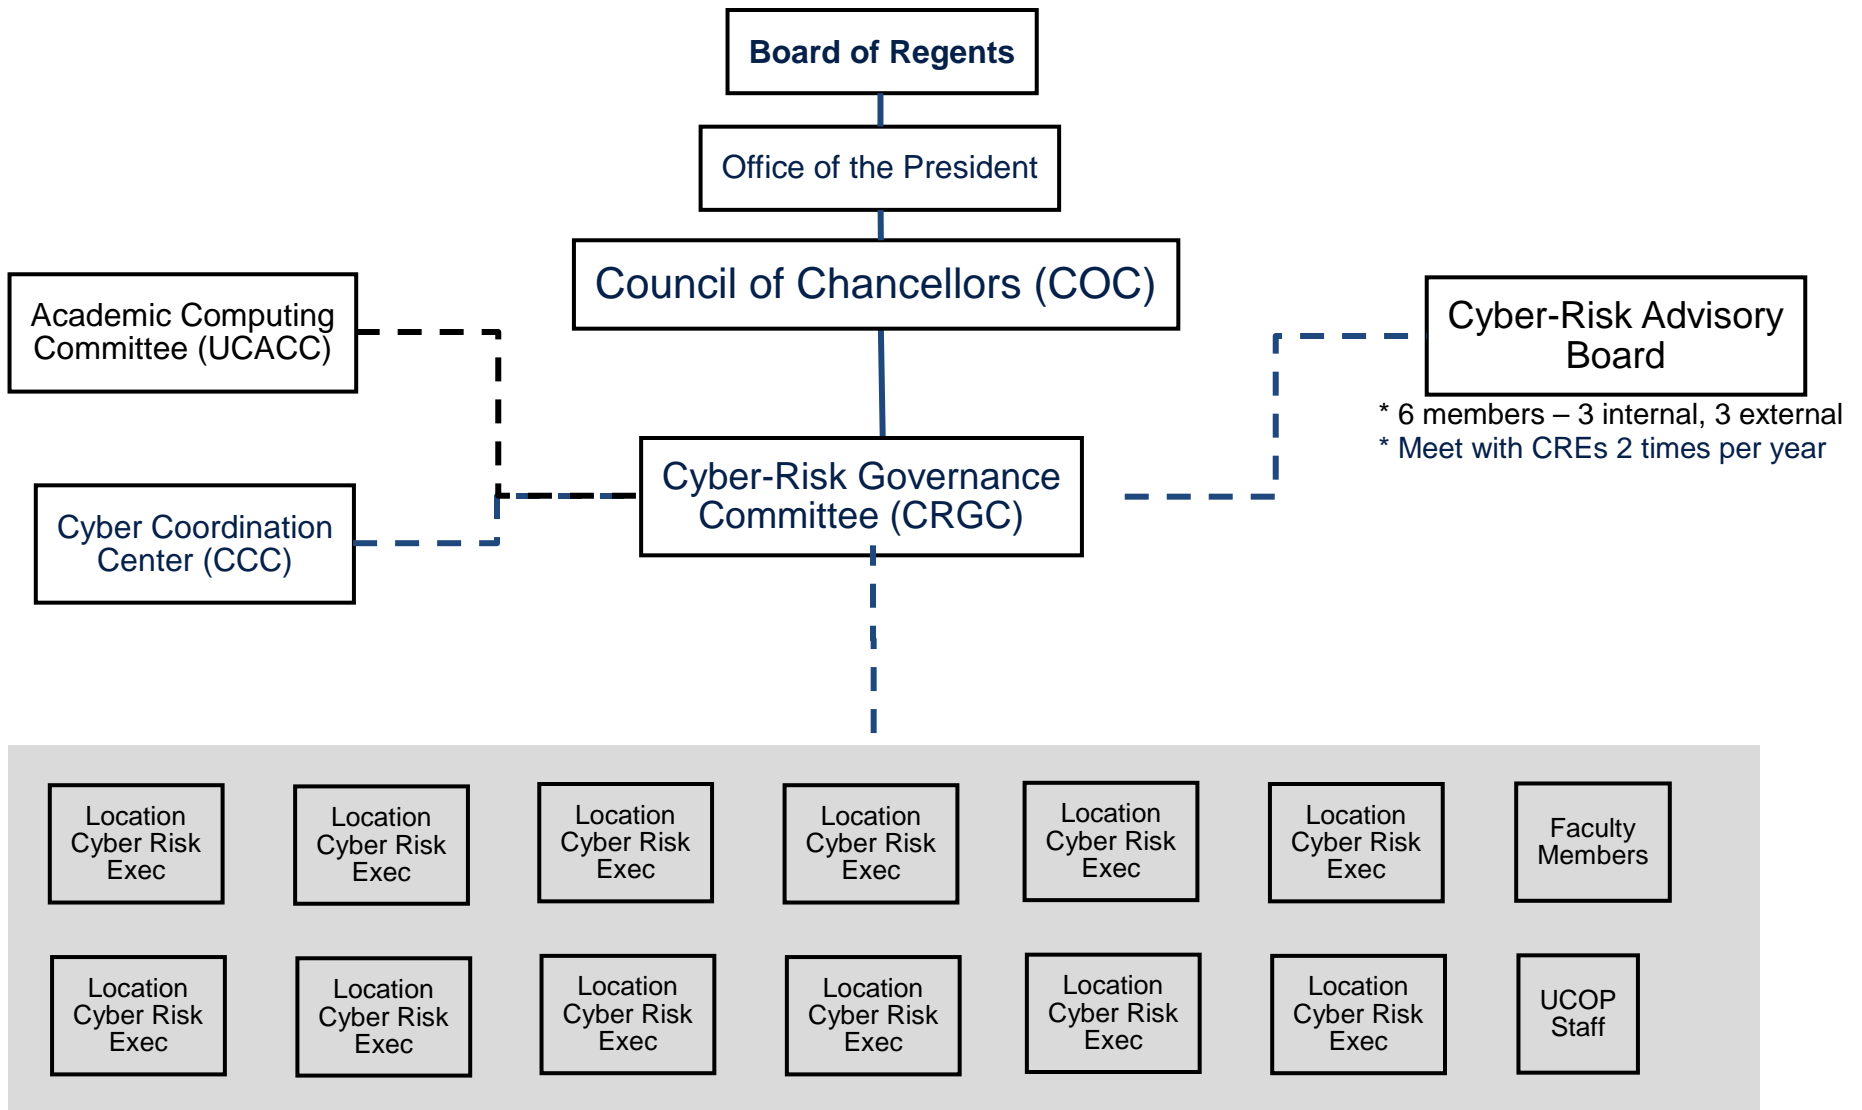 Board of Regents
Office of the President
Council of Chancellors (COC)
Academic Computing
Committee (UCACC)
Cyber-Risk Advisory
Board
* 6 members – 3 internal, 3 external
* Meet with CREs 2 times per year
Cyber-Risk Governance
Committee (CRGC)
Cyber Coordination
Center (CCC)
Location
Cyber Risk
Exec
Location
Cyber Risk
Exec
Location
Cyber Risk
Exec
Location
Cyber Risk
Exec
Location
Cyber Risk
Exec
Location
Cyber Risk
Exec
Faculty
Members
Location
Cyber Risk
Exec
Location
Cyber Risk
Exec
Location
Cyber Risk
Exec
Location
Cyber Risk
Exec
Location
Cyber Risk
Exec
Location
Cyber Risk
Exec
UCOP
Staff